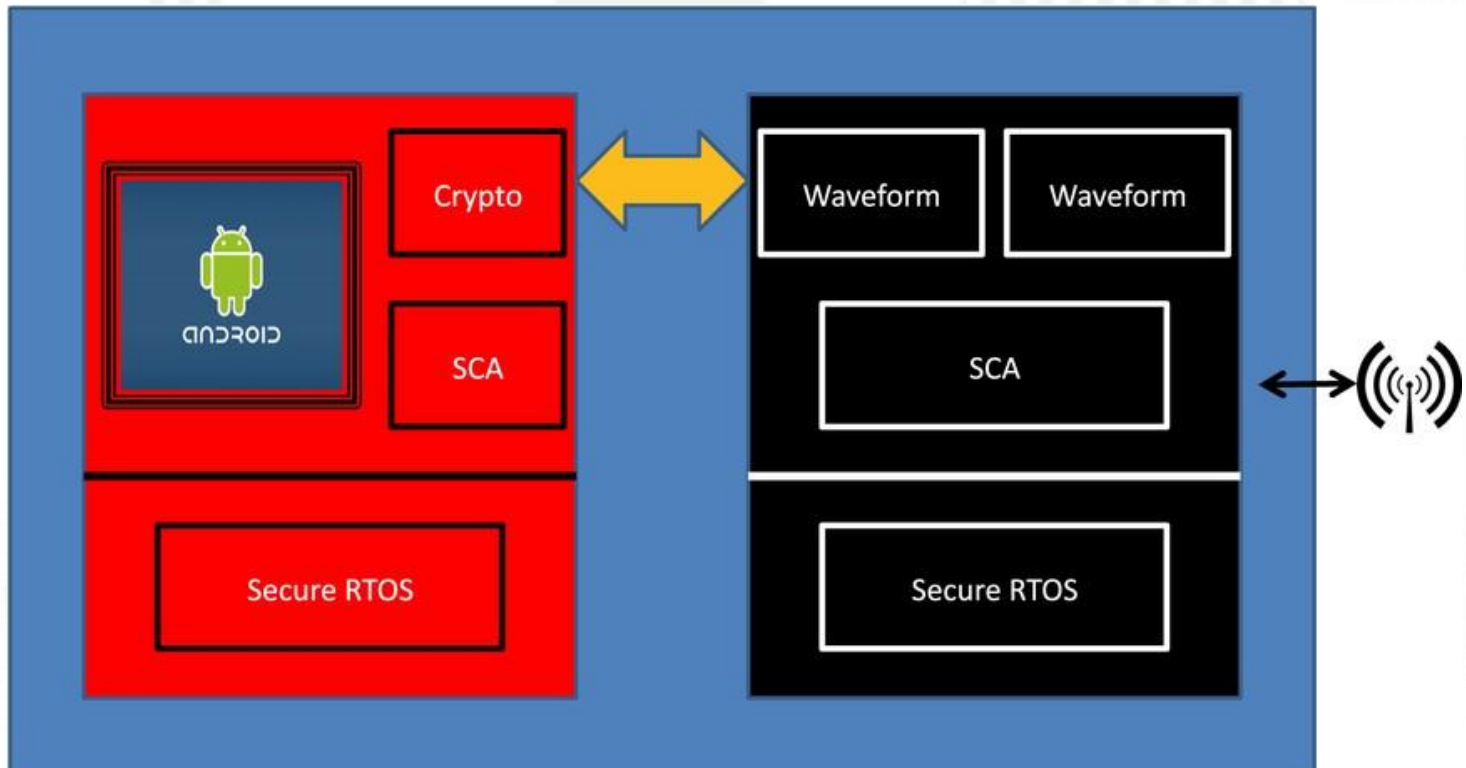 Crypto
Waveform
Waveform
ANDROID
SCA
SCA
Secure RTOS
Secure RTOS